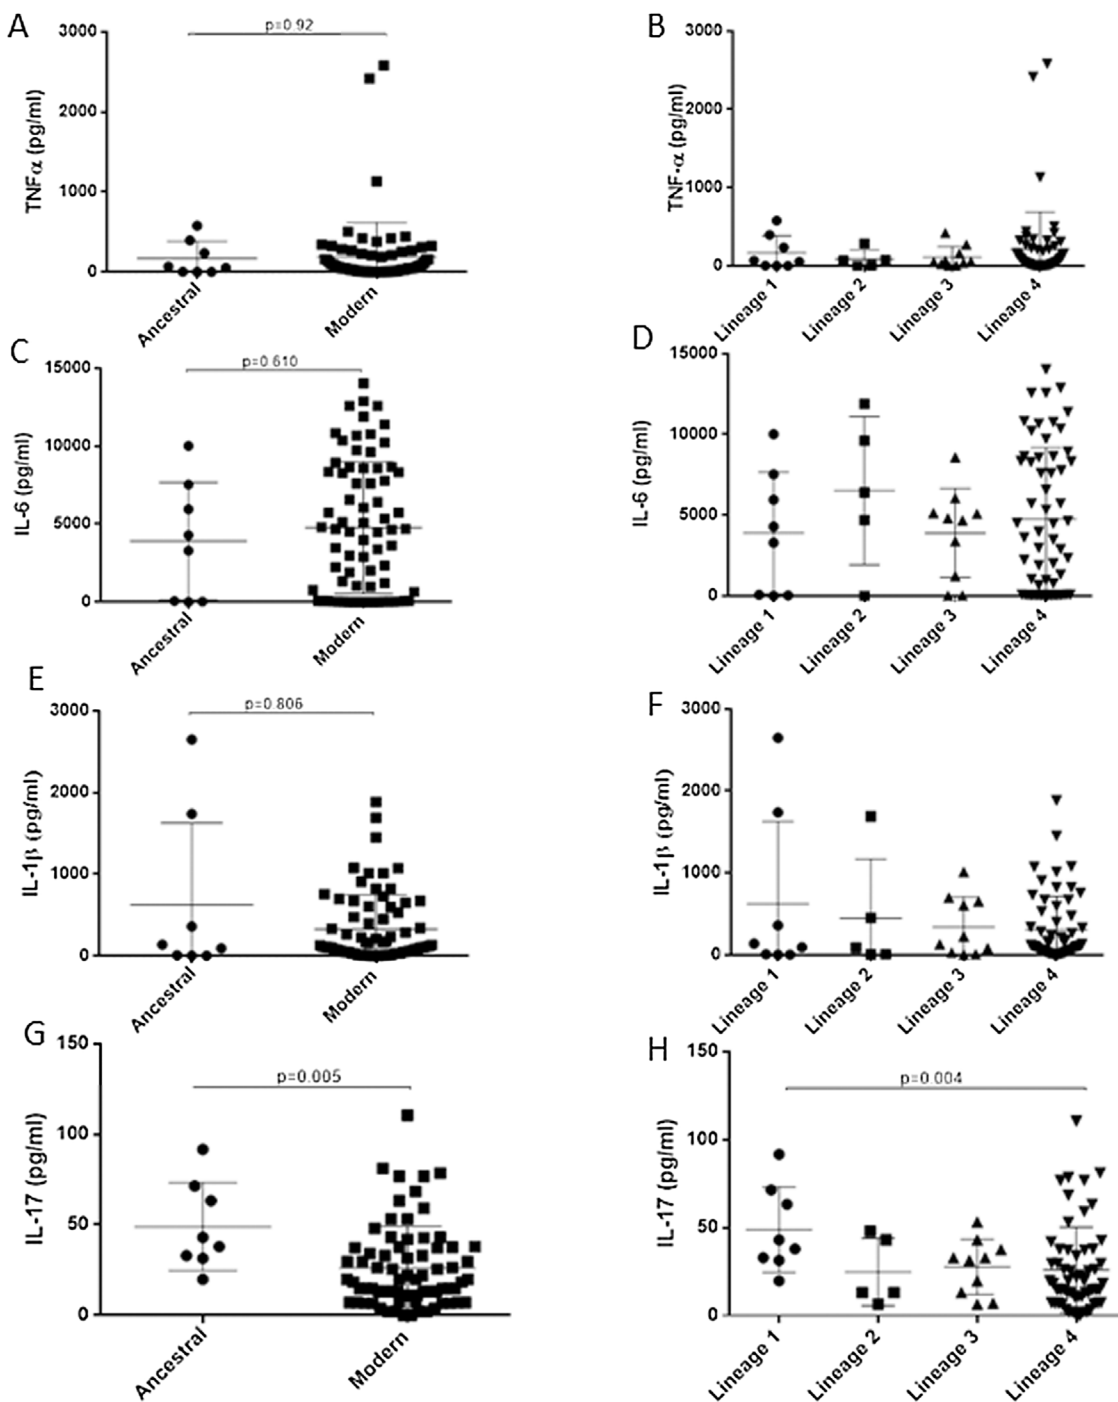 A
p=0.92
3000
2000
1000
0
TNFα (pg/ml)
Ancestral
Modern
B
3000
2000
1000
0
TNF-α (pg/ml)
Lineage 1
Lineage 2
Lineage 3
Lineage 4
C
p=0.610
15000
10000
5000
0
IL-6 (pg/ml)
Ancestral
Modern
D
15000
10000
5000
0
IL-6 (pg/ml)
Lineage 1
Lineage 2
Lineage 3
Lineage 4
E
p=0.806
3000
2000
1000
0
IL-1β (pg/ml)
Ancestral
Modern
F
3000
2000
1000
0
IL-1β (pg/ml)
Lineage 1
Lineage 2
Lineage 3
Lineage 4
G
p=0.005
150
100
50
0
IL-17 (pg/ml)
Ancestral
Modern
H
p=0.004
150
100
50
0
IL-17 (pg/ml)
Lineage 1
Lineage 2
Lineage 3
Lineage 4